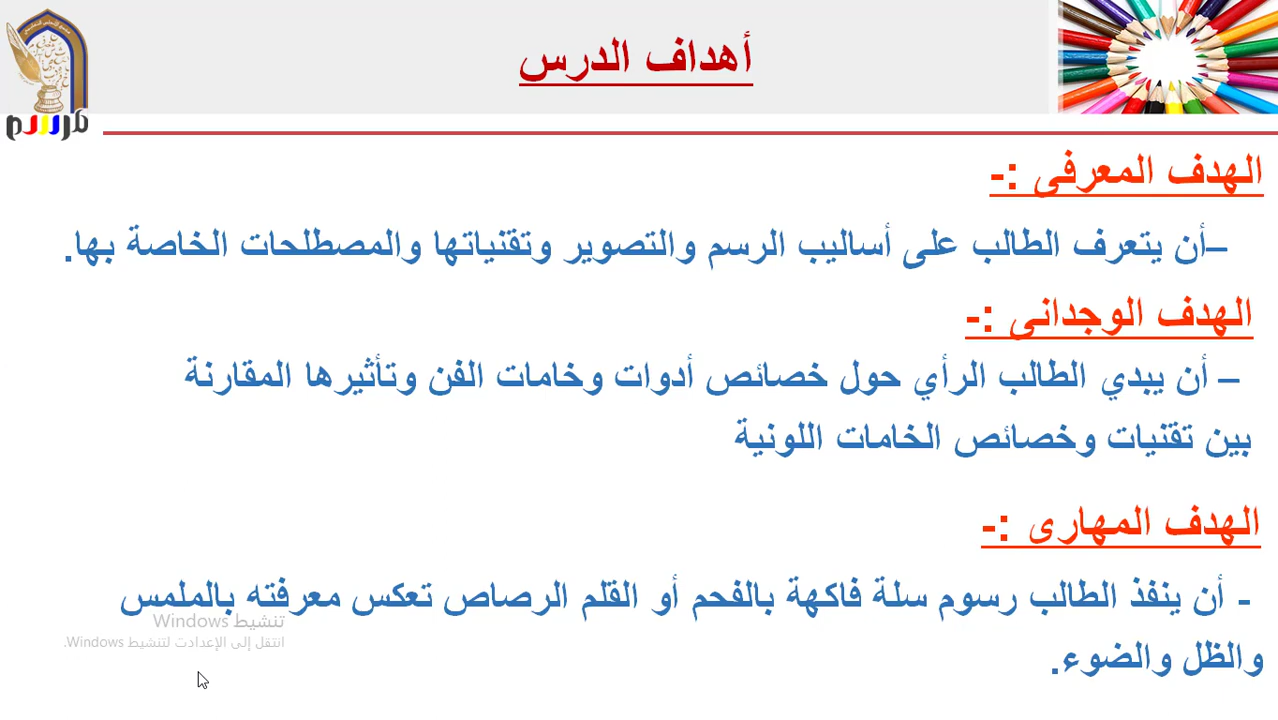 أهداف الدرس
مرسم
الهدف المعرفى :-
–أن يتعرف الطالب على أساليب الرسم والتصوير وتقنياتها والمصطلحات الخاصة بها.
الهدف الوجدانى :-
– أن يبدي الطالب الرأي حول خصائص أدوات وخامات الفن وتأثيرها المقارنة
بين تقنيات وخصائص الخامات اللونية
الهدف المهارى :-
- أن ينفذ الطالب رسوم سلة فاكهة بالفحم أو القلم الرصاص تعكس معرفته بالملمس
والظل والضوء.
تنشيط Windows
انتقل إلى الإعدادت لتنشيط Windows.